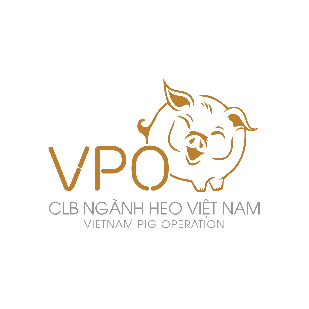 VPO
CLB NGÀNH HEO VIỆT NAM
VIETNAM PIG OPERATION